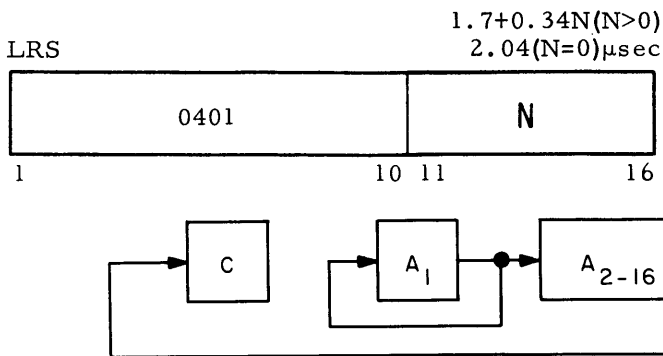 1.7+0.34N(N>0)
LRS 2.04(N=0)μsec
0401 N
1 10 11 16
C A₁ A₂₋₁₆